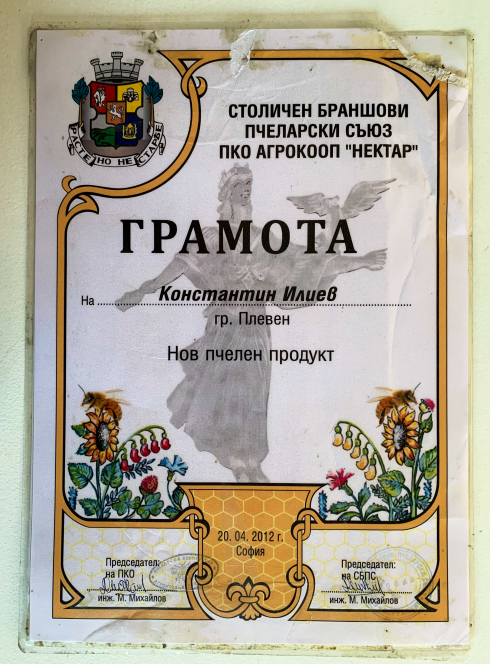 СТОЛИЧЕН БРАНШОВИ
ПЧЕЛАРСКИ СЪЮЗ
ПКО АГРОКООП "НЕКТАР"
РАСТЕ НО НЕ СТАРѢЕ
ГРАМОТА
На Константин Илиев
гр. Плевен
Нов пчелен продукт
20. 04. 2012 г.
София
Председател:
на ПКО
инж. М. Михайлов
Председател:
на СБПС
инж. М. Михайлов